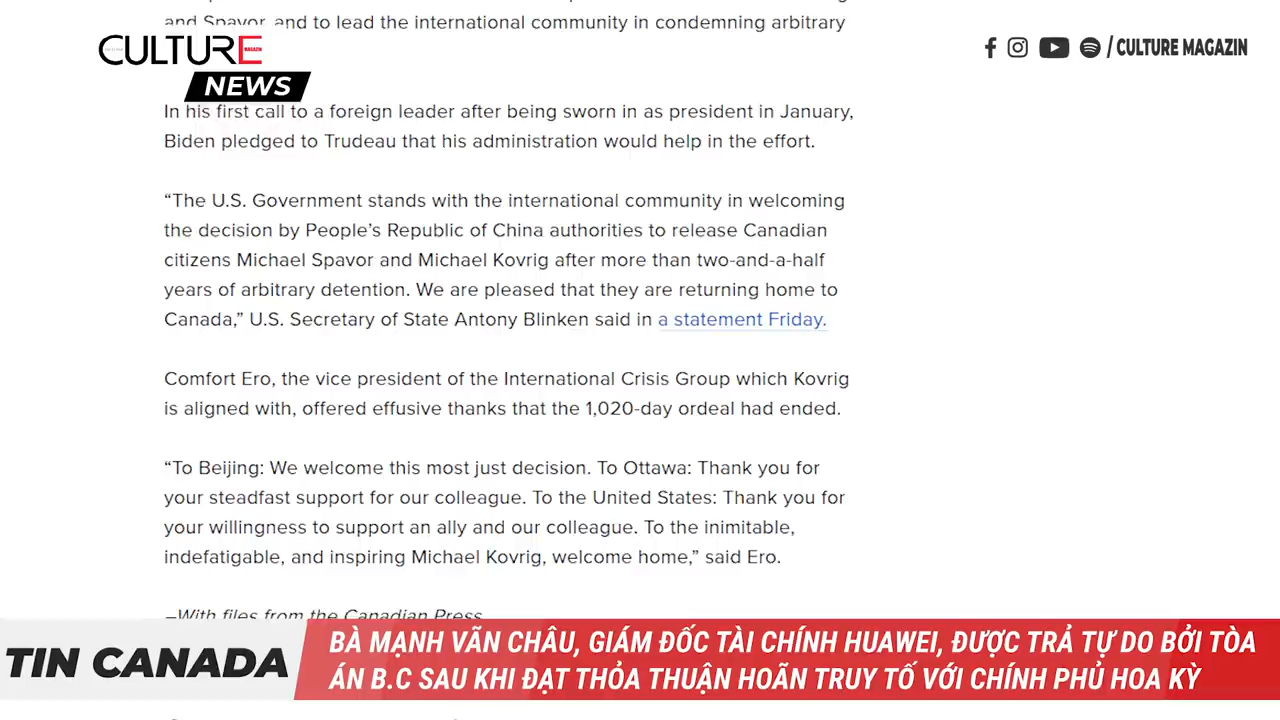 and Spavor, and to lead the international community in condemning arbitrary
CULTURE
MAGAZIN
NEWS
/ CULTURE MAGAZIN
In his first call to a foreign leader after being sworn in as president in January,
Biden pledged to Trudeau that his administration would help in the effort.
“The U.S. Government stands with the international community in welcoming
the decision by People’s Republic of China authorities to release Canadian
citizens Michael Spavor and Michael Kovrig after more than two-and-a-half
years of arbitrary detention. We are pleased that they are returning home to
Canada,” U.S. Secretary of State Antony Blinken said in a statement Friday.
Comfort Ero, the vice president of the International Crisis Group which Kovrig
is aligned with, offered effusive thanks that the 1,020-day ordeal had ended.
“To Beijing: We welcome this most just decision. To Ottawa: Thank you for
your steadfast support for our colleague. To the United States: Thank you for
your willingness to support an ally and our colleague. To the inimitable,
indefatigable, and inspiring Michael Kovrig, welcome home,” said Ero.
–With files from the Canadian Press
TIN CANADA
BÀ MẠNH VÃN CHÂU, GIÁM ĐỐC TÀI CHÍNH HUAWEI, ĐƯỢC TRẢ TỰ DO BỞI TÒA
ÁN B.C SAU KHI ĐẠT THỎA THUẬN HOÃN TRUY TỐ VỚI CHÍNH PHỦ HOA KỲ